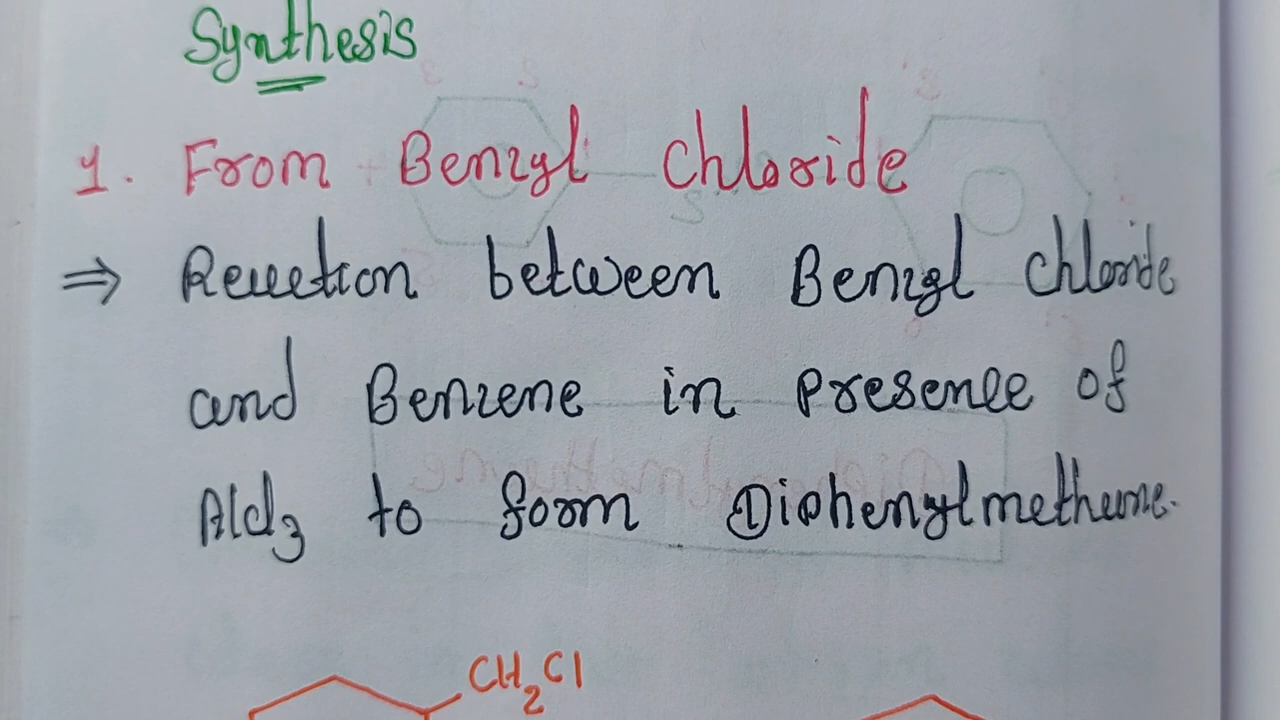 Synthesis
1. From Benzyl chloride
⇒ Reaction between Benzyl chloride
and Benzene in presence of
AlCl3 to form Diphenylmethane.
CH2Cl